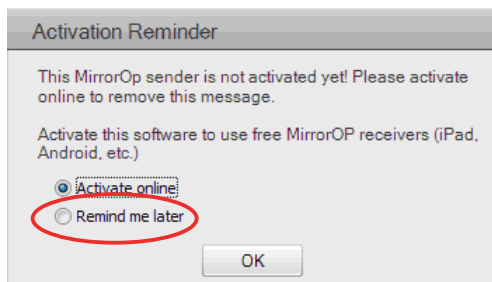 Activation Reminder
This MirrorOp sender is not activated yet! Please activate
online to remove this message.
Activate this software to use free MirrorOP receivers (iPad,
Android, etc.)
Activate online
Remind me later
OK